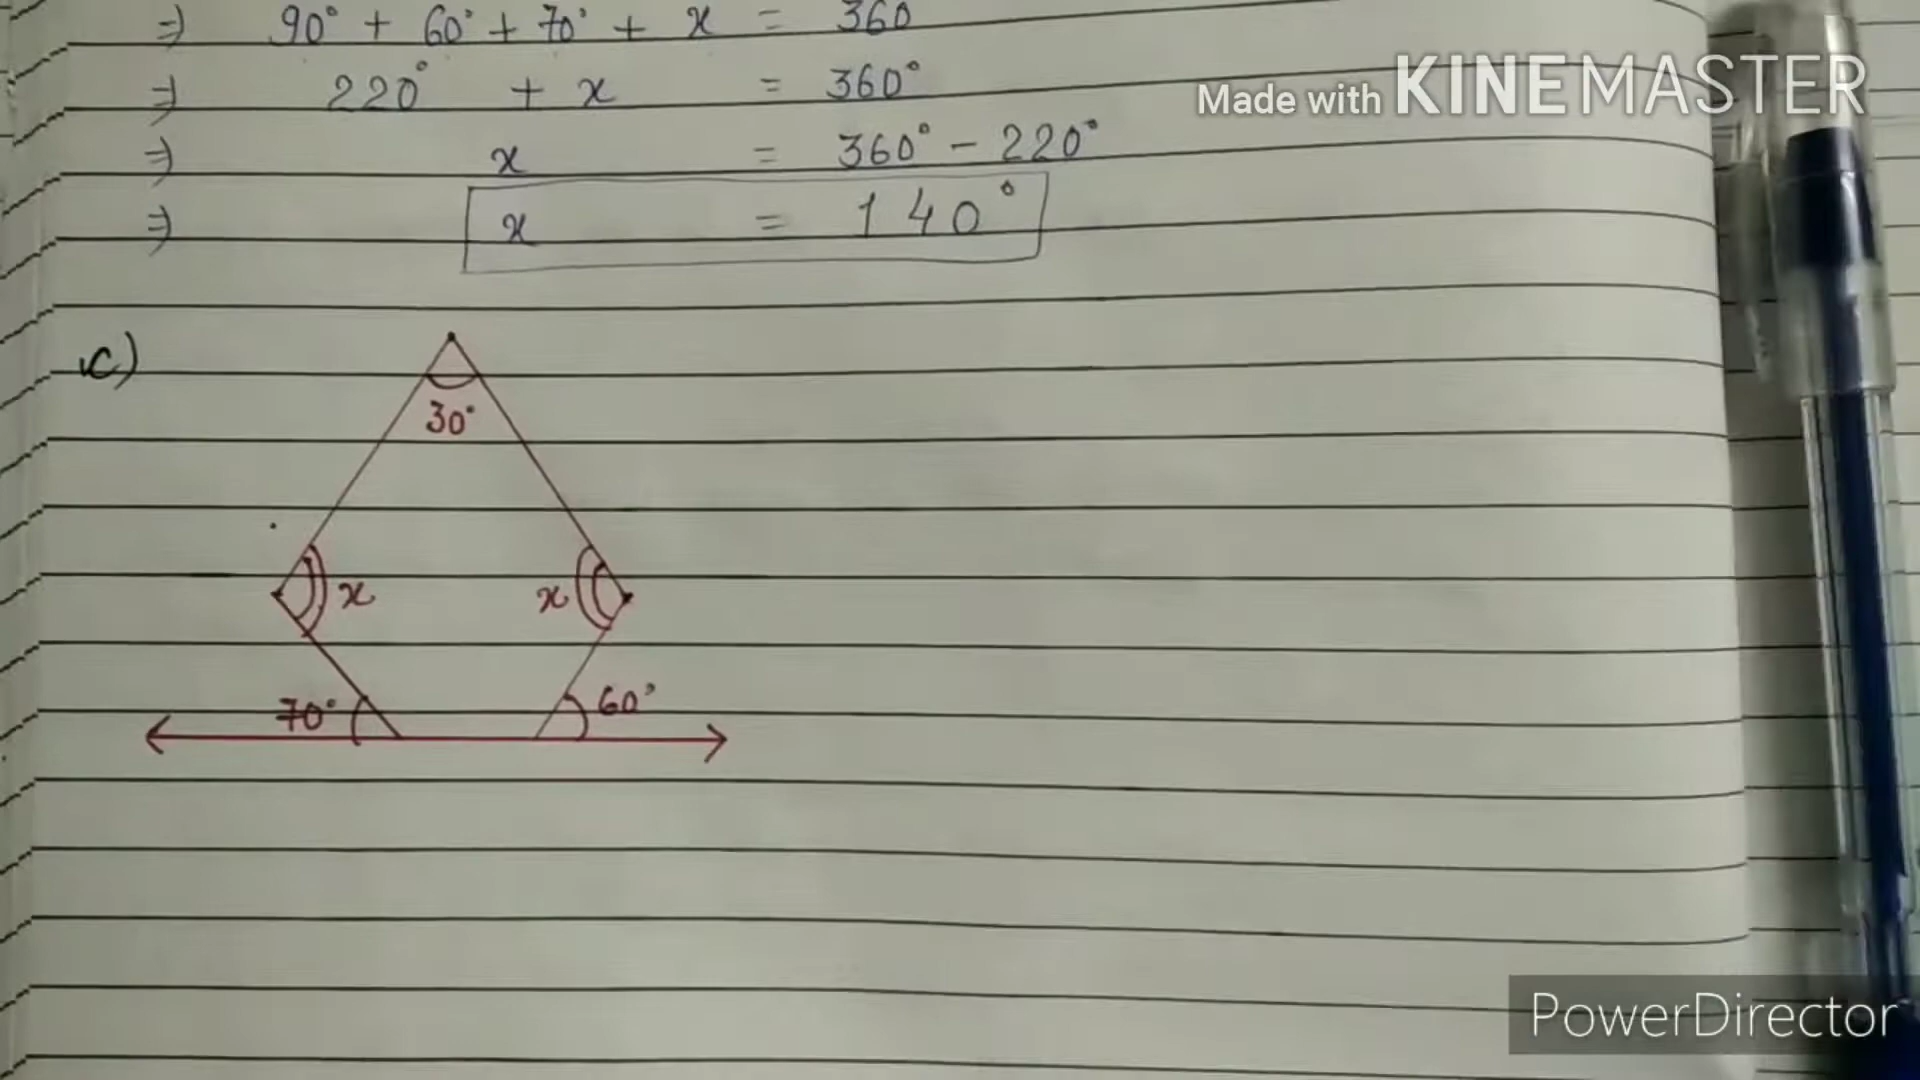 ⇒ 90° + 60° + 70° + x = 360
⇒ 220° + x = 360°
Made with KINEMASTER
⇒ x = 360° - 220°
⇒ x = 140°
c)
30°
x x
70° 60°
PowerDirector